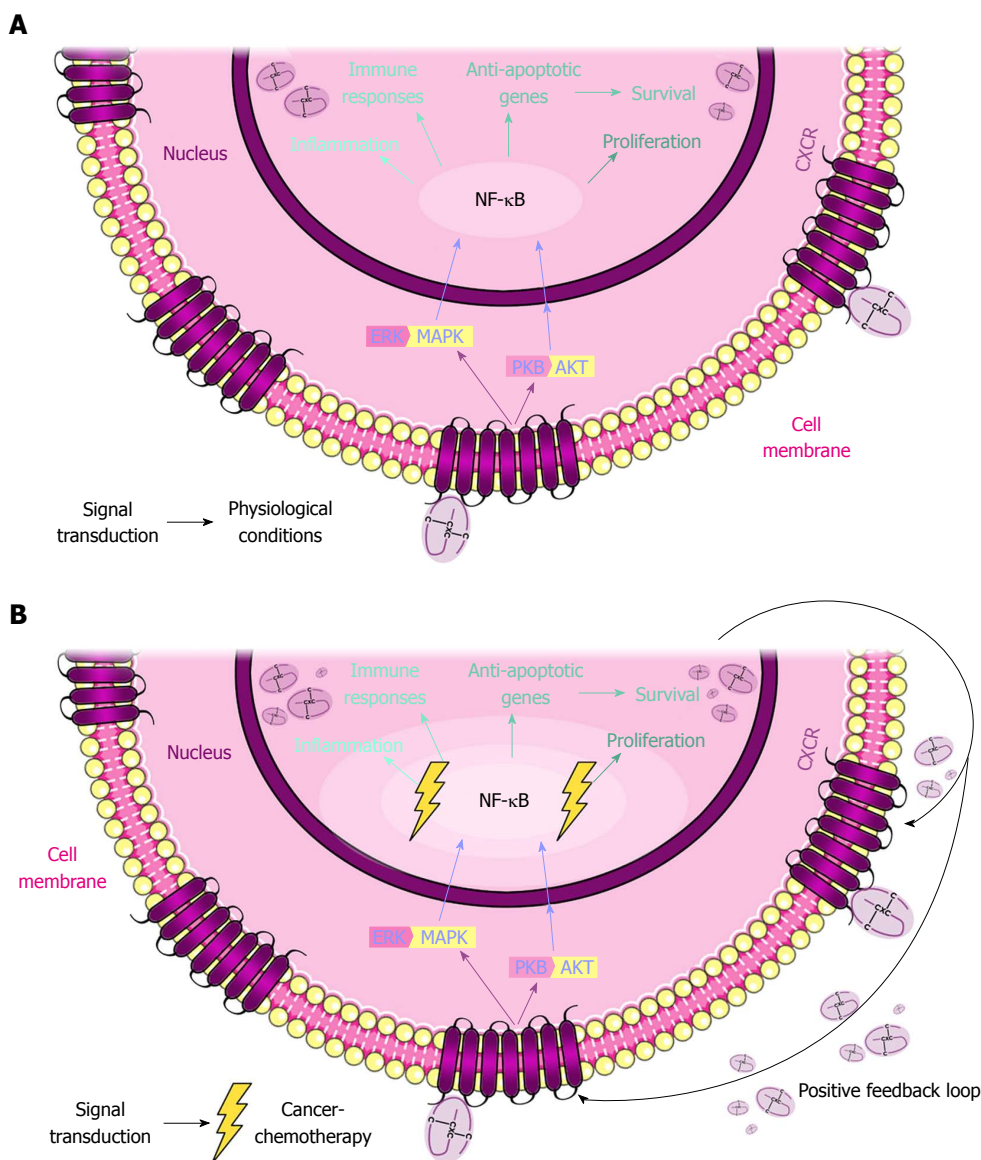 A
Immune
responses
Anti-apoptotic
genes
Survival
Inflammation
Proliferation
Nucleus
CXCR
NF-κB
ERK MAPK
PKB AKT
Cell
membrane
Signal
transduction
Physiological
conditions
C
CXC
C
B
Immune
responses
Anti-apoptotic
genes
Survival
Inflammation
Proliferation
Nucleus
CXCR
NF-κB
Cell
membrane
ERK MAPK
PKB AKT
Signal
transduction
Cancer-
chemotherapy
Positive feedback loop
C
CXC
C